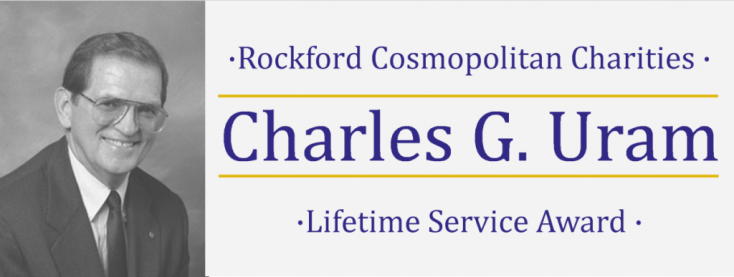 ·Rockford Cosmopolitan Charities ·
Charles G. Uram
·Lifetime Service Award ·